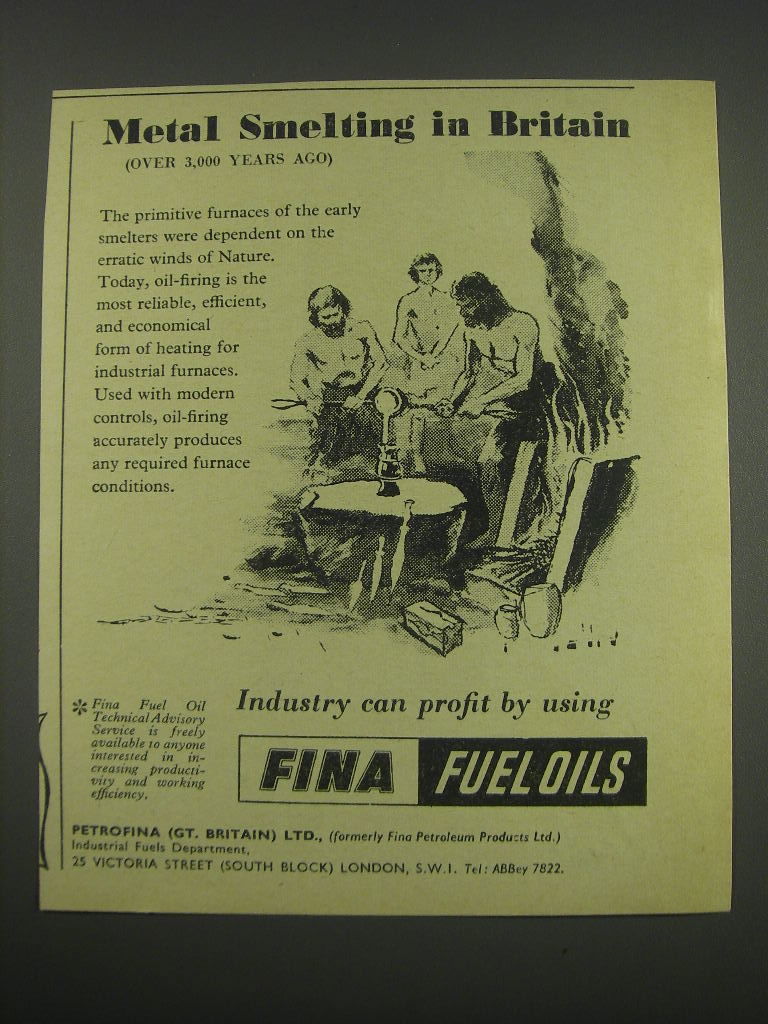 Metal Smelting in Britain
(OVER 3,000 YEARS AGO)
The primitive furnaces of the early
smelters were dependent on the
erratic winds of Nature.
Today, oil-firing is the
most reliable, efficient,
and economical
form of heating for
industrial furnaces.
Used with modern
controls, oil-firing
accurately produces
any required furnace
conditions.
* Fina Fuel Oil
Technical Advisory
Service is freely
available to anyone
interested in in-
creasing producti-
vity and working
efficiency.
Industry can profit by using
FINA FUEL OILS
PETROFINA (GT. BRITAIN) LTD., (formerly Fina Petroleum Products Ltd.)
Industrial Fuels Department,
25 VICTORIA STREET (SOUTH BLOCK) LONDON, S.W.I. Tel: ABBey 7822.